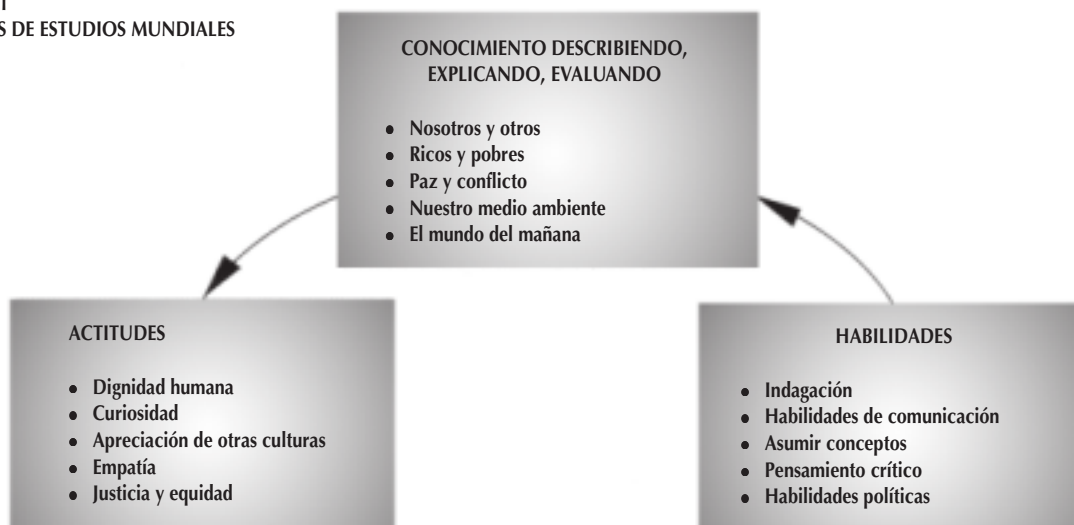 S DE ESTUDIOS MUNDIALES
CONOCIMIENTO DESCRIBIENDO,
EXPLICANDO, EVALUANDO
• Nosotros y otros
• Ricos y pobres
• Paz y conflicto
• Nuestro medio ambiente
• El mundo del mañana
ACTITUDES
• Dignidad humana
• Curiosidad
• Apreciación de otras culturas
• Empatía
• Justicia y equidad
HABILIDADES
• Indagación
• Habilidades de comunicación
• Asumir conceptos
• Pensamiento crítico
• Habilidades políticas